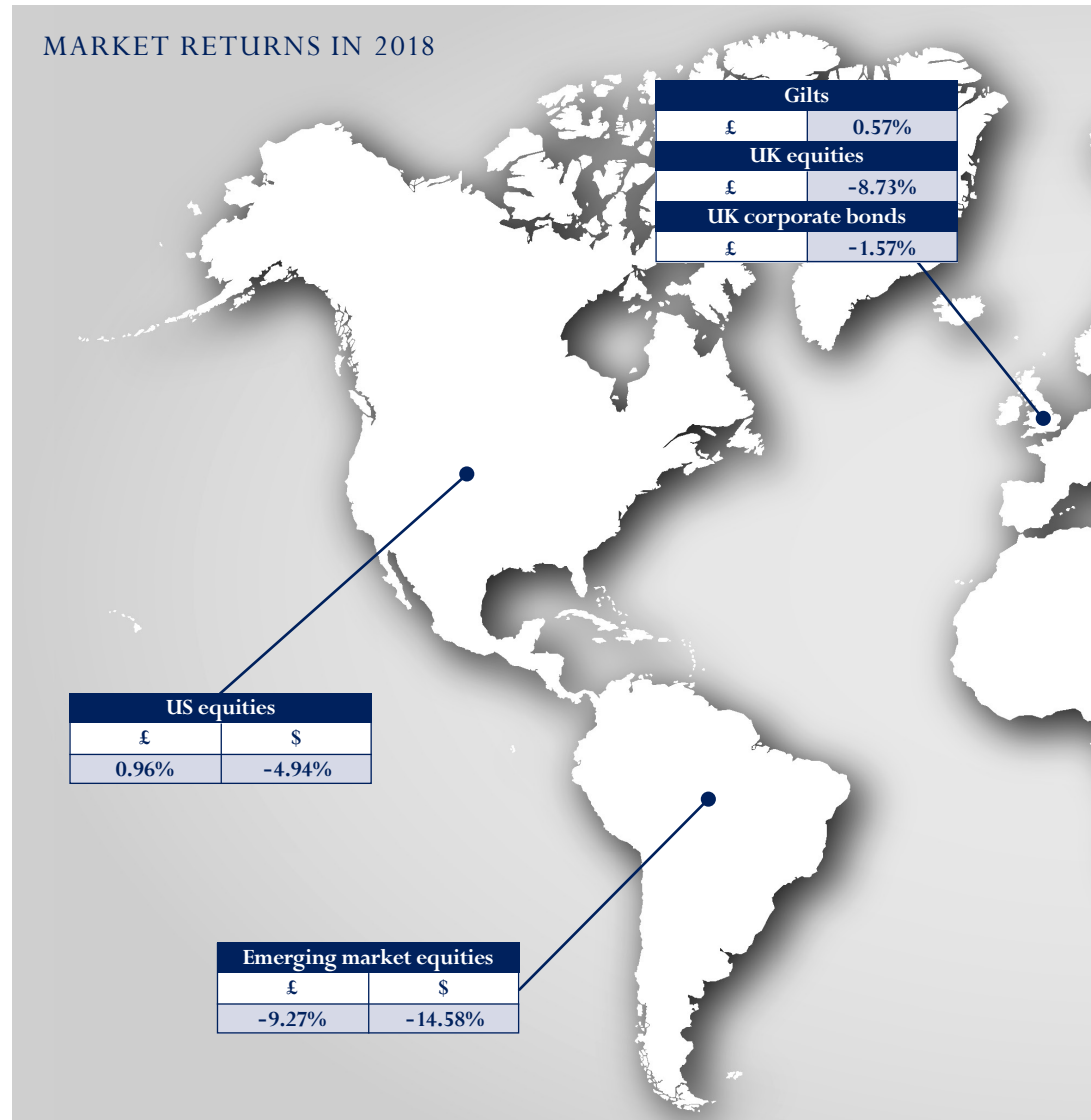 MARKET RETURNS IN 2018
Gilts
£ 0.57%
UK equities
£ -8.73%
UK corporate bonds
£ -1.57%
US equities
£ $
0.96% -4.94%
Emerging market equities
£ $
-9.27% -14.58%